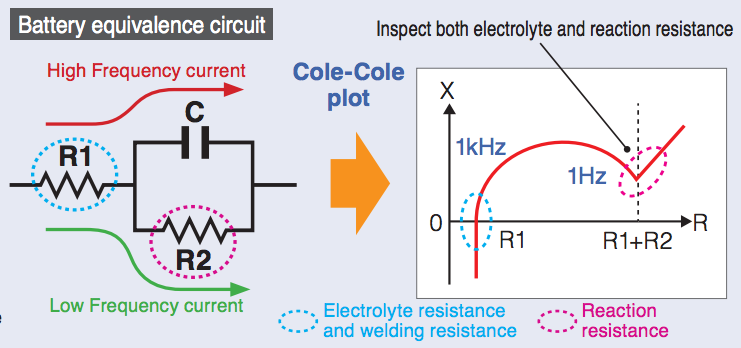 Battery equivalence circuit
High Frequency current
C
R1
R2
Low Frequency current
Cole-Cole
plot
Inspect both electrolyte and reaction resistance
X
1kHz
1Hz
0
R1
R1+R2
R
Electrolyte resistance
and welding resistance
Reaction
resistance